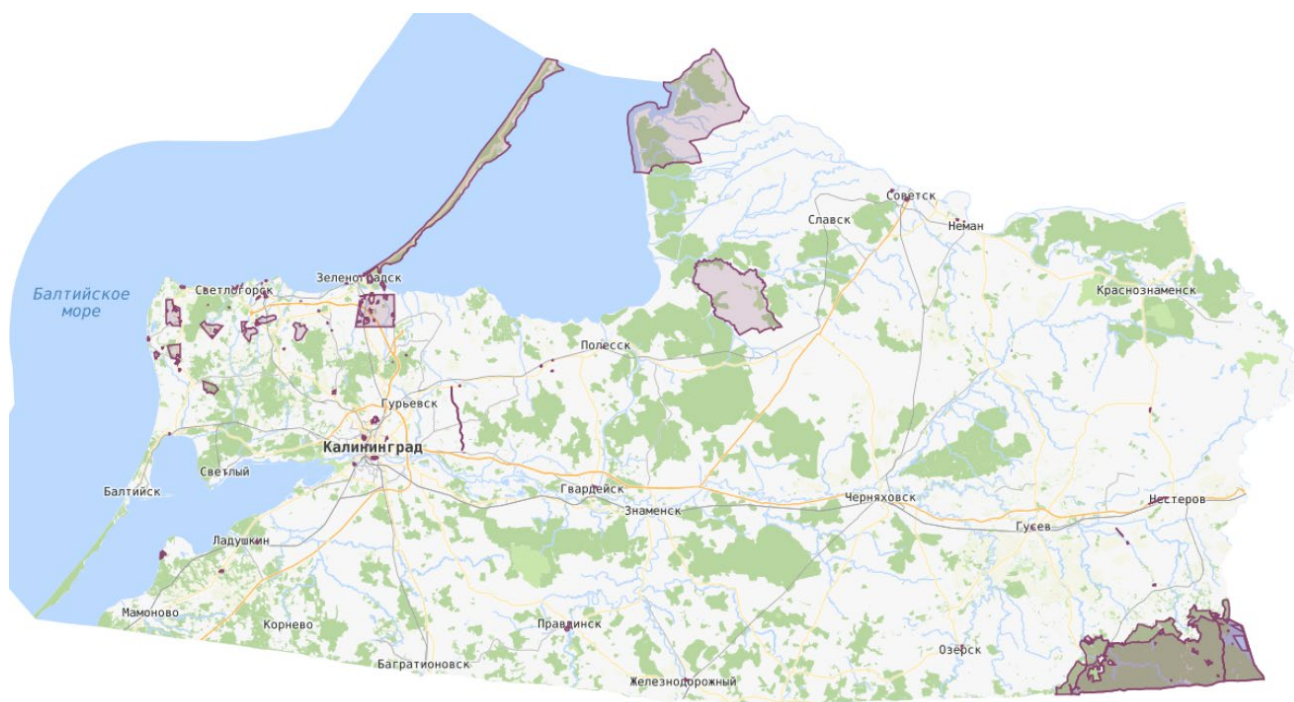 Советск
Славск
Неман
Зеленоградск
Светлогорск
Балтийское
море
Краснознаменск
Полесск
Гурьевск
Калининград
Светлый
Балтийск
Гвардейск
Знаменск
Черняховск
Нестеров
Гусев
Ладушкин
Мамоново
Корнево
Правдинск
Багратионовск
Озёрск
Железнодорожный